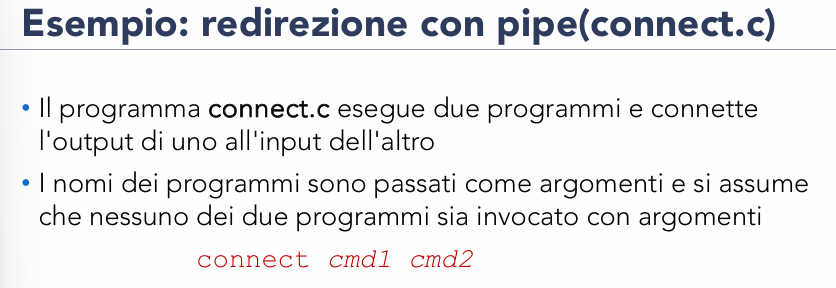 Esempio: redirezione con pipe(connect.c)
• Il programma connect.c esegue due programmi e connette
l'output di uno all'input dell'altro
• I nomi dei programmi sono passati come argomenti e si assume
che nessuno dei due programmi sia invocato con argomenti
connect cmd1 cmd2